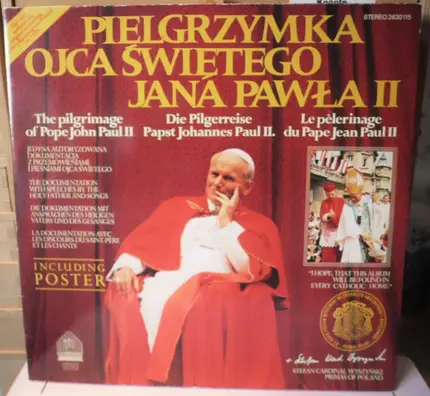 PIELGRZYMKA
STEREO 2630 115
OJCA ŚWIĘTEGO
JANA PAWŁA II
The pilgrimage
of Pope John Paul II
Die Pilgerreise
Papst Johannes Paul II.
Le pèlerinage
du Pape Jean Paul II
JEDYNA AUTORYZOWANA
DOKUMENTACJA
Z PRZEMÓWIENIAMI
I PIEŚNIAMI OJCA ŚWIĘTEGO
THE DOCUMENTATION
WITH SPEECHES BY THE
HOLY FATHER AND SONGS
DIE DOKUMENTATION MIT
ANSPRACHEN DES HEILIGEN
VATERS UND DES GESANGES
LA DOCUMENTATION AVEC
LES DISCOURS DU SAINT-PÈRE
ET LES CHANTS
INCLUDING
POSTER
"I HOPE, THAT THIS ALBUM
WILL BE FOUND IN
EVERY CATHOLIC HOME."
STEFAN CARDINAL WYSZYŃSKI
PRIMAS OF POLAND